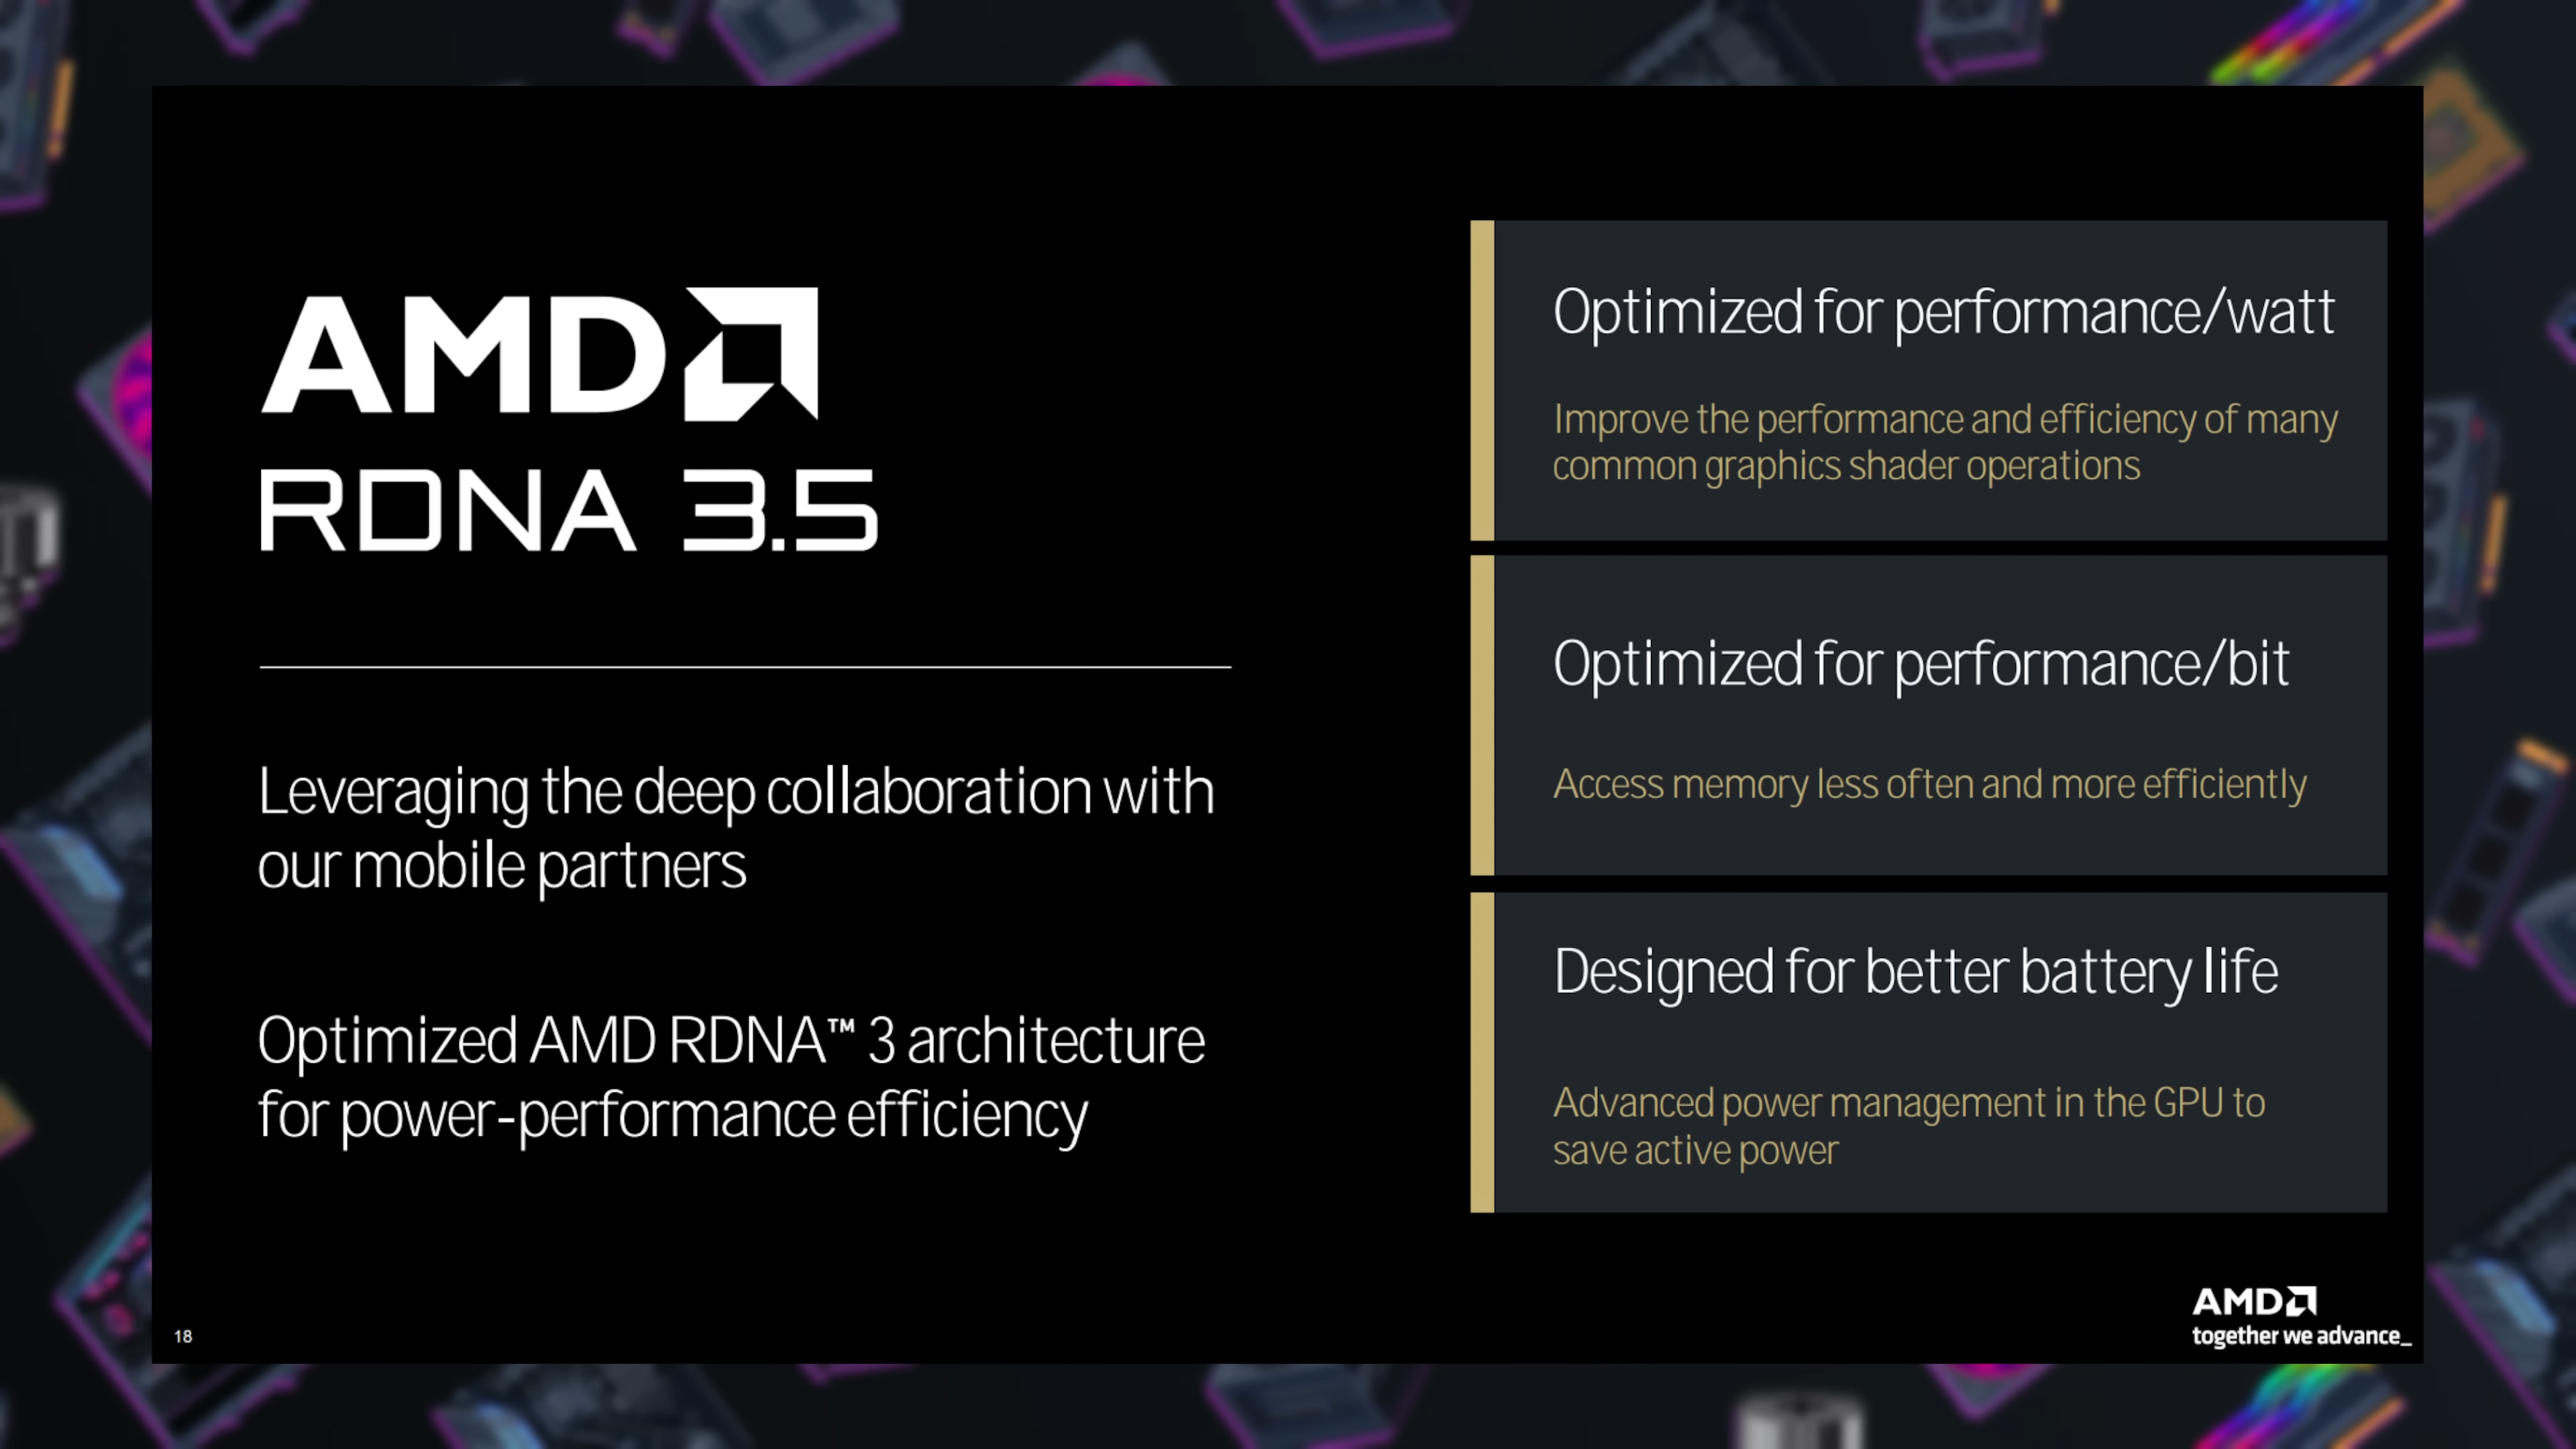 AMD
RDNA 3.5
Leveraging the deep collaboration with
our mobile partners
Optimized AMD RDNA™ 3 architecture
for power-performance efficiency
Optimized for performance/watt
Improve the performance and efficiency of many
common graphics shader operations
Optimized for performance/bit
Access memory less often and more efficiently
Designed for better battery life
Advanced power management in the GPU to
save active power
18
AMD
together we advance_